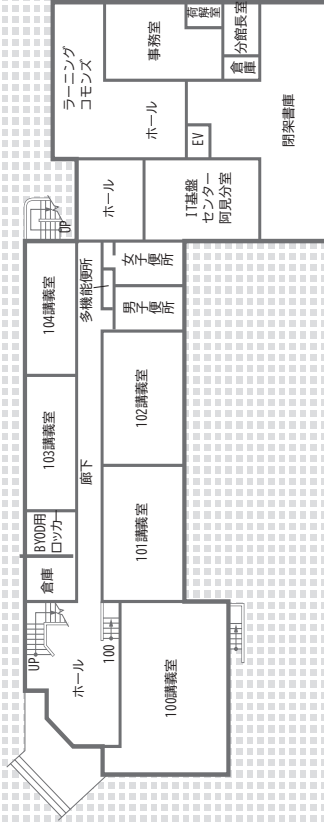 荷解室
分館長室
事務室
倉庫
ラーニング
コモンズ
ホール
EV
閉架書庫
ホール
IT基盤
センター
阿見分室
UP
女子便所
多機能便所
男子便所
104講義室
102講義室
103講義室
廊下
BYOD用
ロッカー
101講義室
倉庫
UP
100
ホール
100講義室